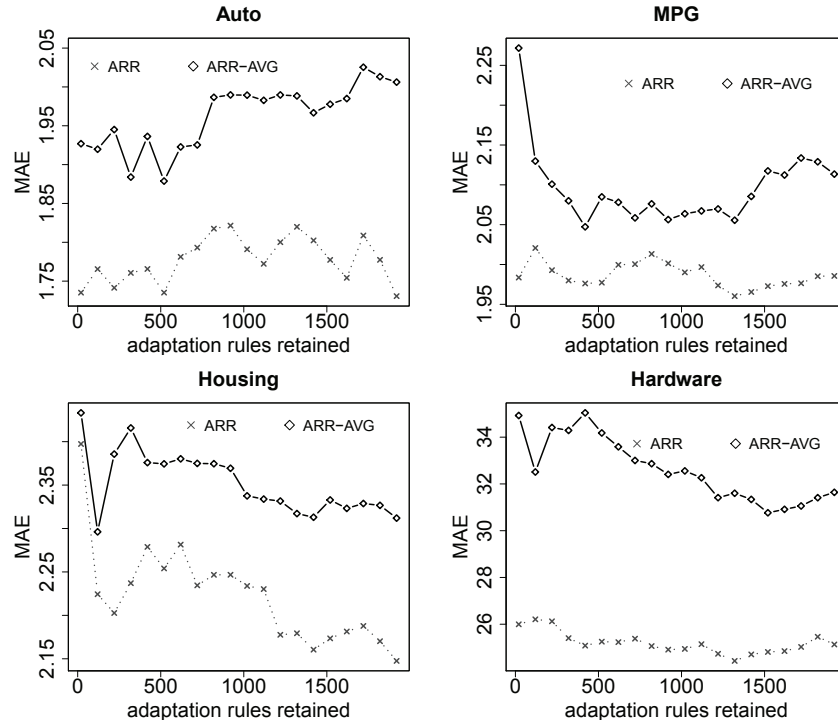 Auto
MAE
2.05
1.95
1.85
1.75
ARR ARR−AVG
0 500 1000 1500
adaptation rules retained
MPG
MAE
2.25
2.15
2.05
1.95
ARR ARR−AVG
0 500 1000 1500
adaptation rules retained
Housing
MAE
2.35
2.25
2.15
ARR ARR−AVG
0 500 1000 1500
adaptation rules retained
Hardware
MAE
34
32
30
28
26
ARR ARR−AVG
0 500 1000 1500
adaptation rules retained